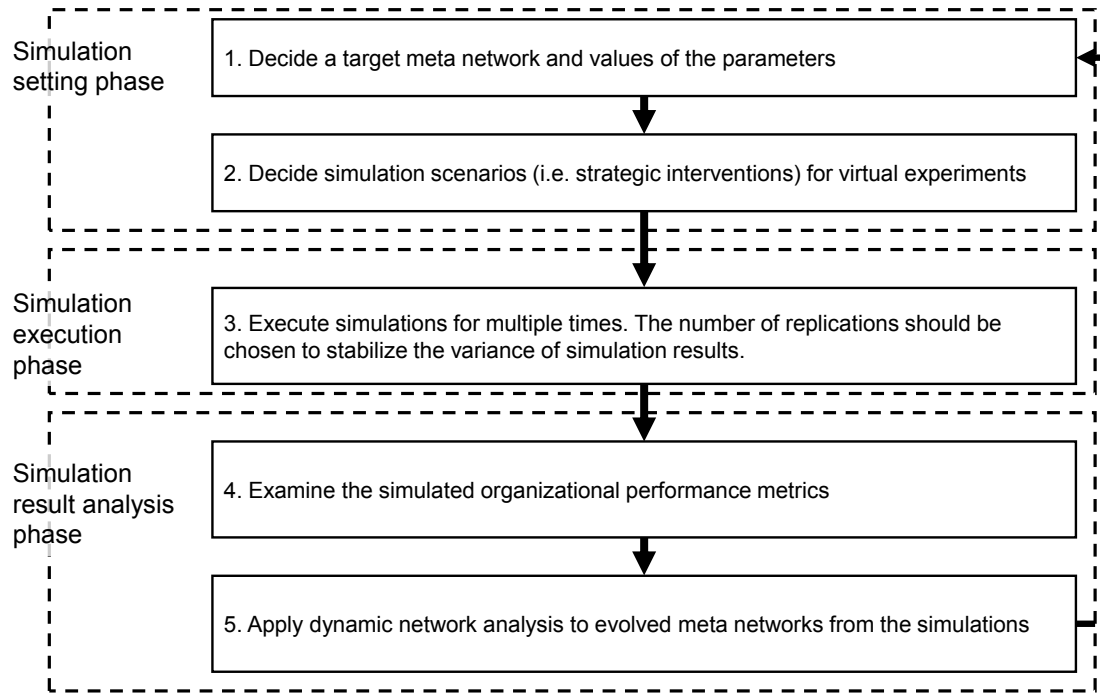 Simulation
setting phase
1. Decide a target meta network and values of the parameters
2. Decide simulation scenarios (i.e. strategic interventions) for virtual experiments
Simulation
execution
phase
3. Execute simulations for multiple times. The number of replications should be
chosen to stabilize the variance of simulation results.
Simulation
result analysis
phase
4. Examine the simulated organizational performance metrics
5. Apply dynamic network analysis to evolved meta networks from the simulations